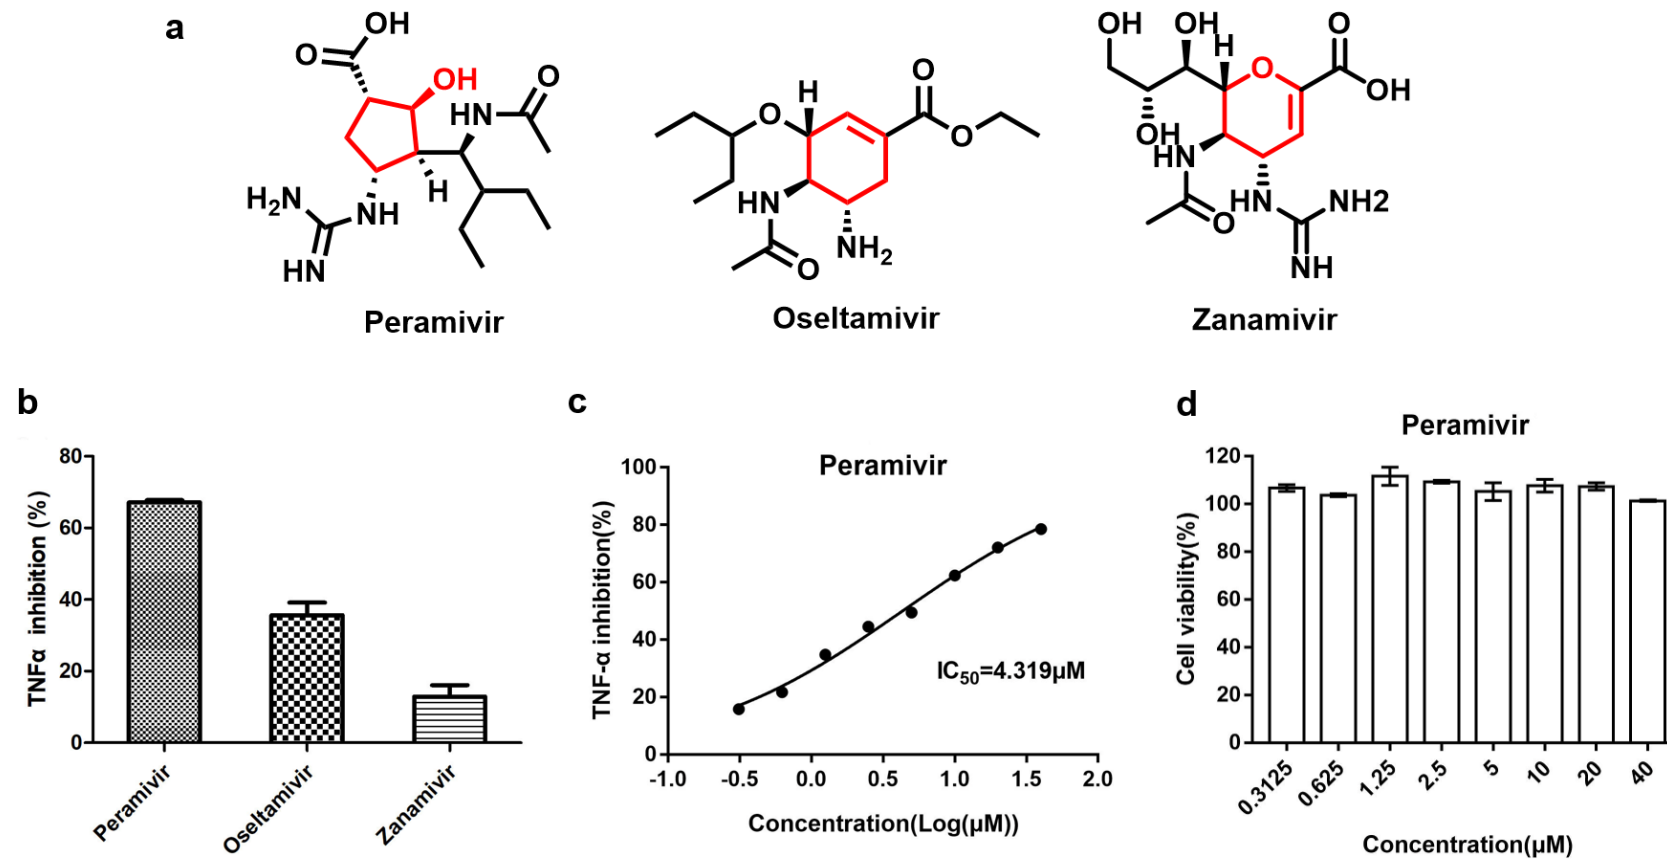 a
OH
O
OH
HN
O
H
NH
H2N
HN
Peramivir
H
O
O
O
HN
O
NH2
Oseltamivir
OH
OH
H
O
O
OH
OH
HN
O
HN
NH2
NH
Zanamivir
b
TNFα inhibition (%)
80
60
40
20
0
Peramivir
Oseltamivir
Zanamivir
c
Peramivir
TNF-α inhibition(%)
100
80
60
40
20
0
IC50=4.319μM
-1.0 -0.5 0.0 0.5 1.0 1.5 2.0
Concentration(Log(μM))
d
Peramivir
Cell viability(%)
120
100
80
60
40
20
0
0.3125 0.625 1.25 2.5 5 10 20 40
Concentration(μM)